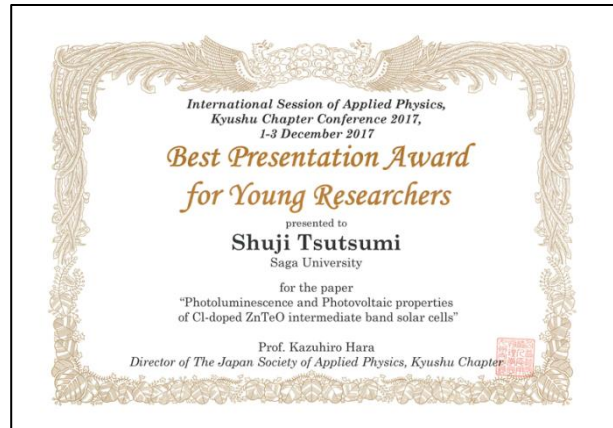 International Session of Applied Physics,
Kyushu Chapter Conference 2017,
1-3 December 2017
Best Presentation Award
for Young Researchers
presented to
Shuji Tsutsumi
Saga University
for the paper
"Photoluminescence and Photovoltaic properties
of Cl-doped ZnTeO intermediate band solar cells"
Prof. Kazuhiro Hara
Director of The Japan Society of Applied Physics, Kyushu Chapter